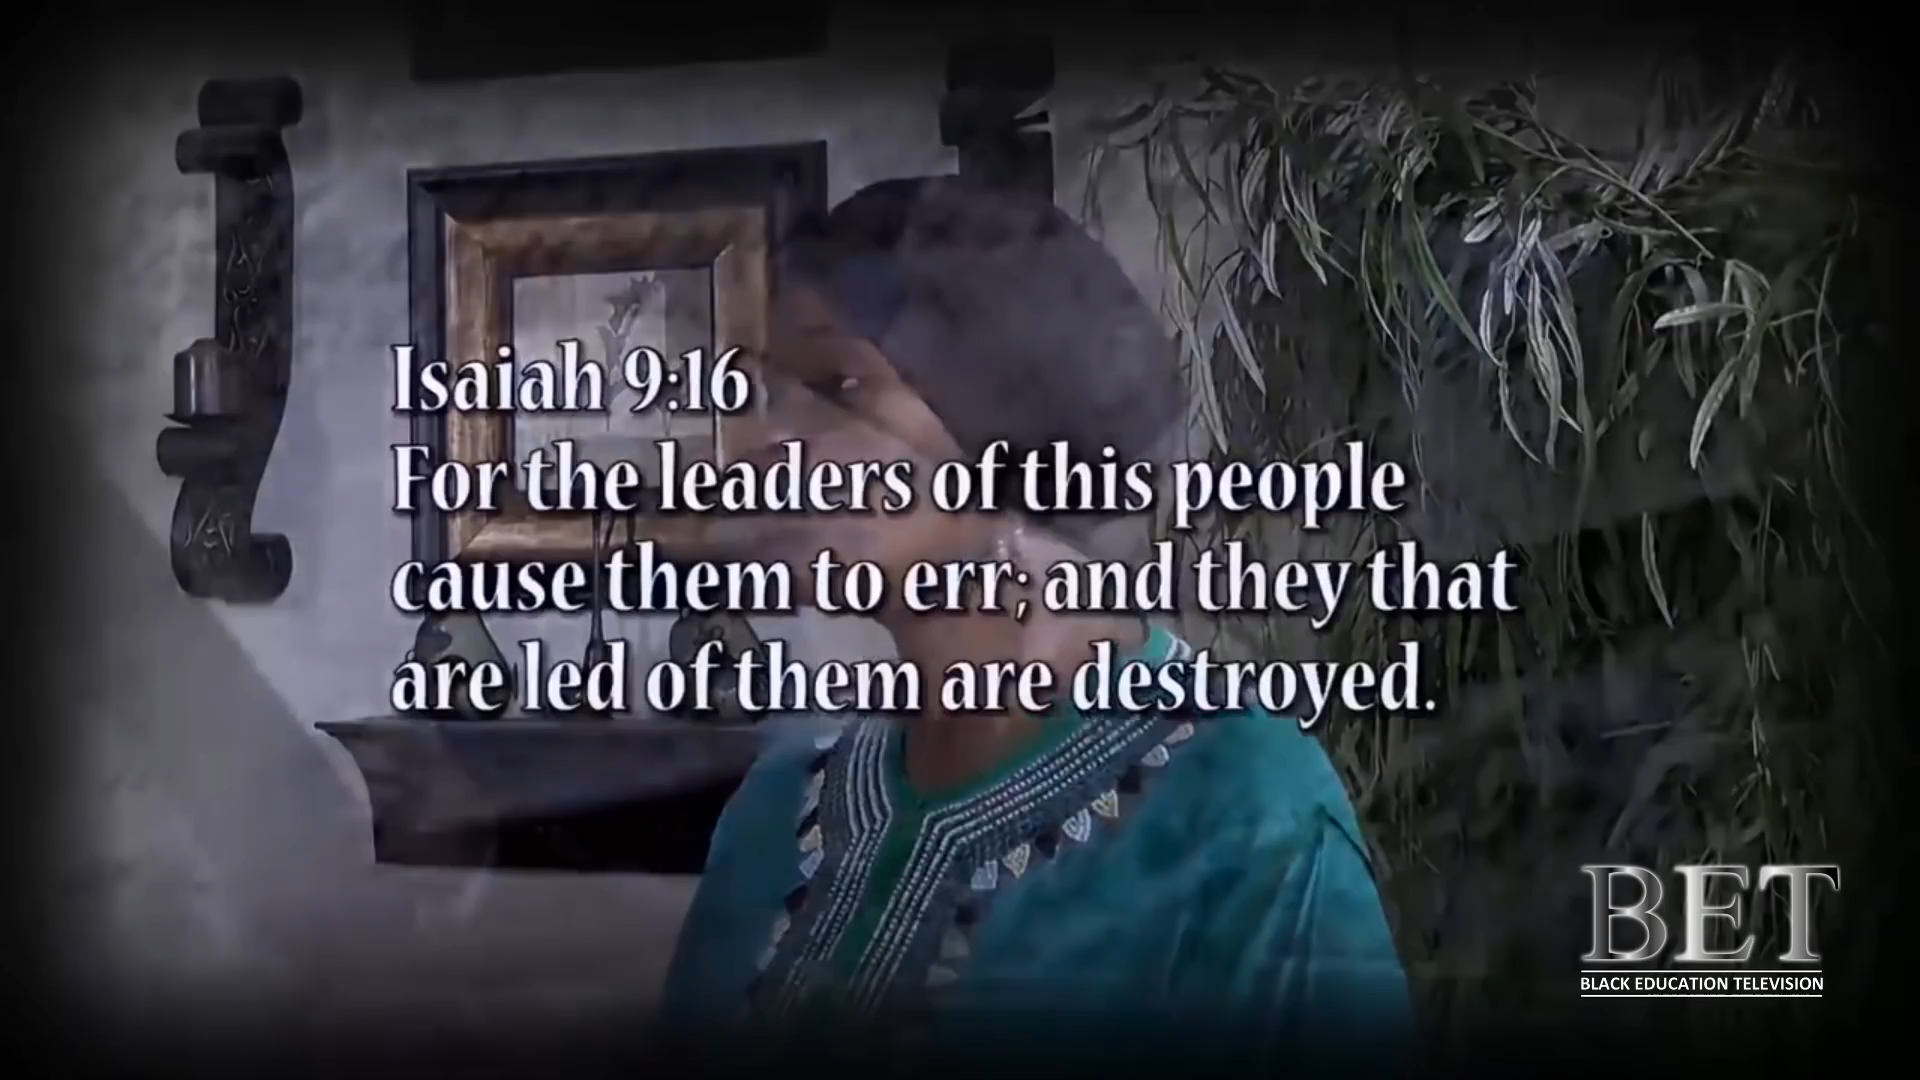 Isaiah 9:16
For the leaders of this people
cause them to err; and they that
are led of them are destroyed.
BET
BLACK EDUCATION TELEVISION